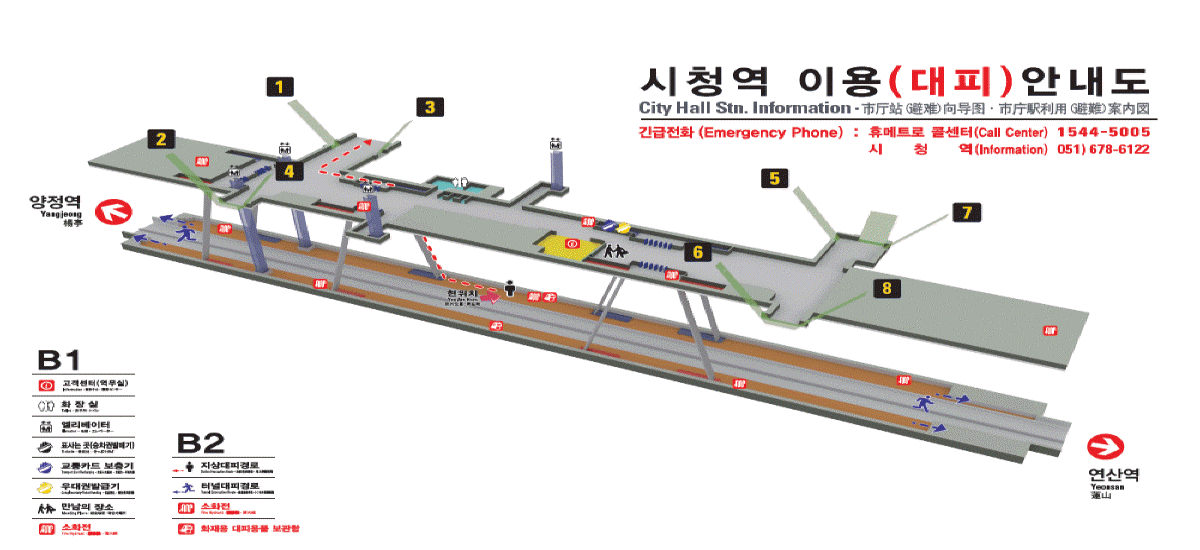 시청역 이용(대피)안내도
City Hall Stn. Information - 市厅站(避难)向导图 · 市庁駅利用(避難)案内図
긴급전화(Emergency Phone) : 휴메트로 콜센터(Call Center) 1544-5005
시 청 역(Information) 051) 678-6122
1
3
2
4
5
7
6
8
양정역
Yangjeong
楊亭
현위치
You Are Here
연산역
Yeonsan
蓮山
B1
고객센터(역무실)
화 장 실
엘리베이터
표사는 곳(승차권발매기)
교통카드 보충기
우대권발급기
만남의 장소
소화전
B2
지상대피경로
터널대피경로
소화전
화재용 대피용품 보관함